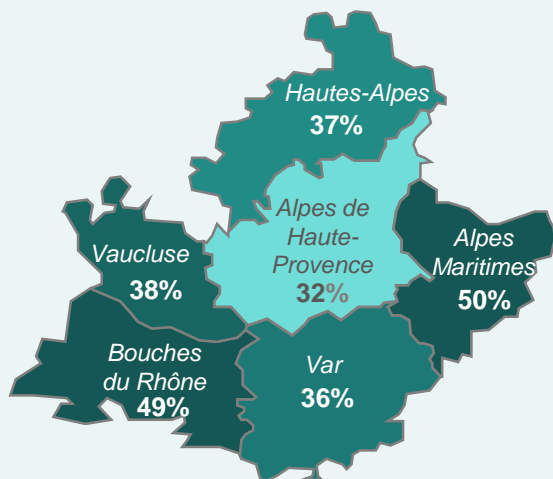 Hautes-Alpes
37%
Alpes de
Haute-
Provence
32%
Alpes
Maritimes
50%
Vaucluse
38%
Bouches
du Rhône
49%
Var
36%